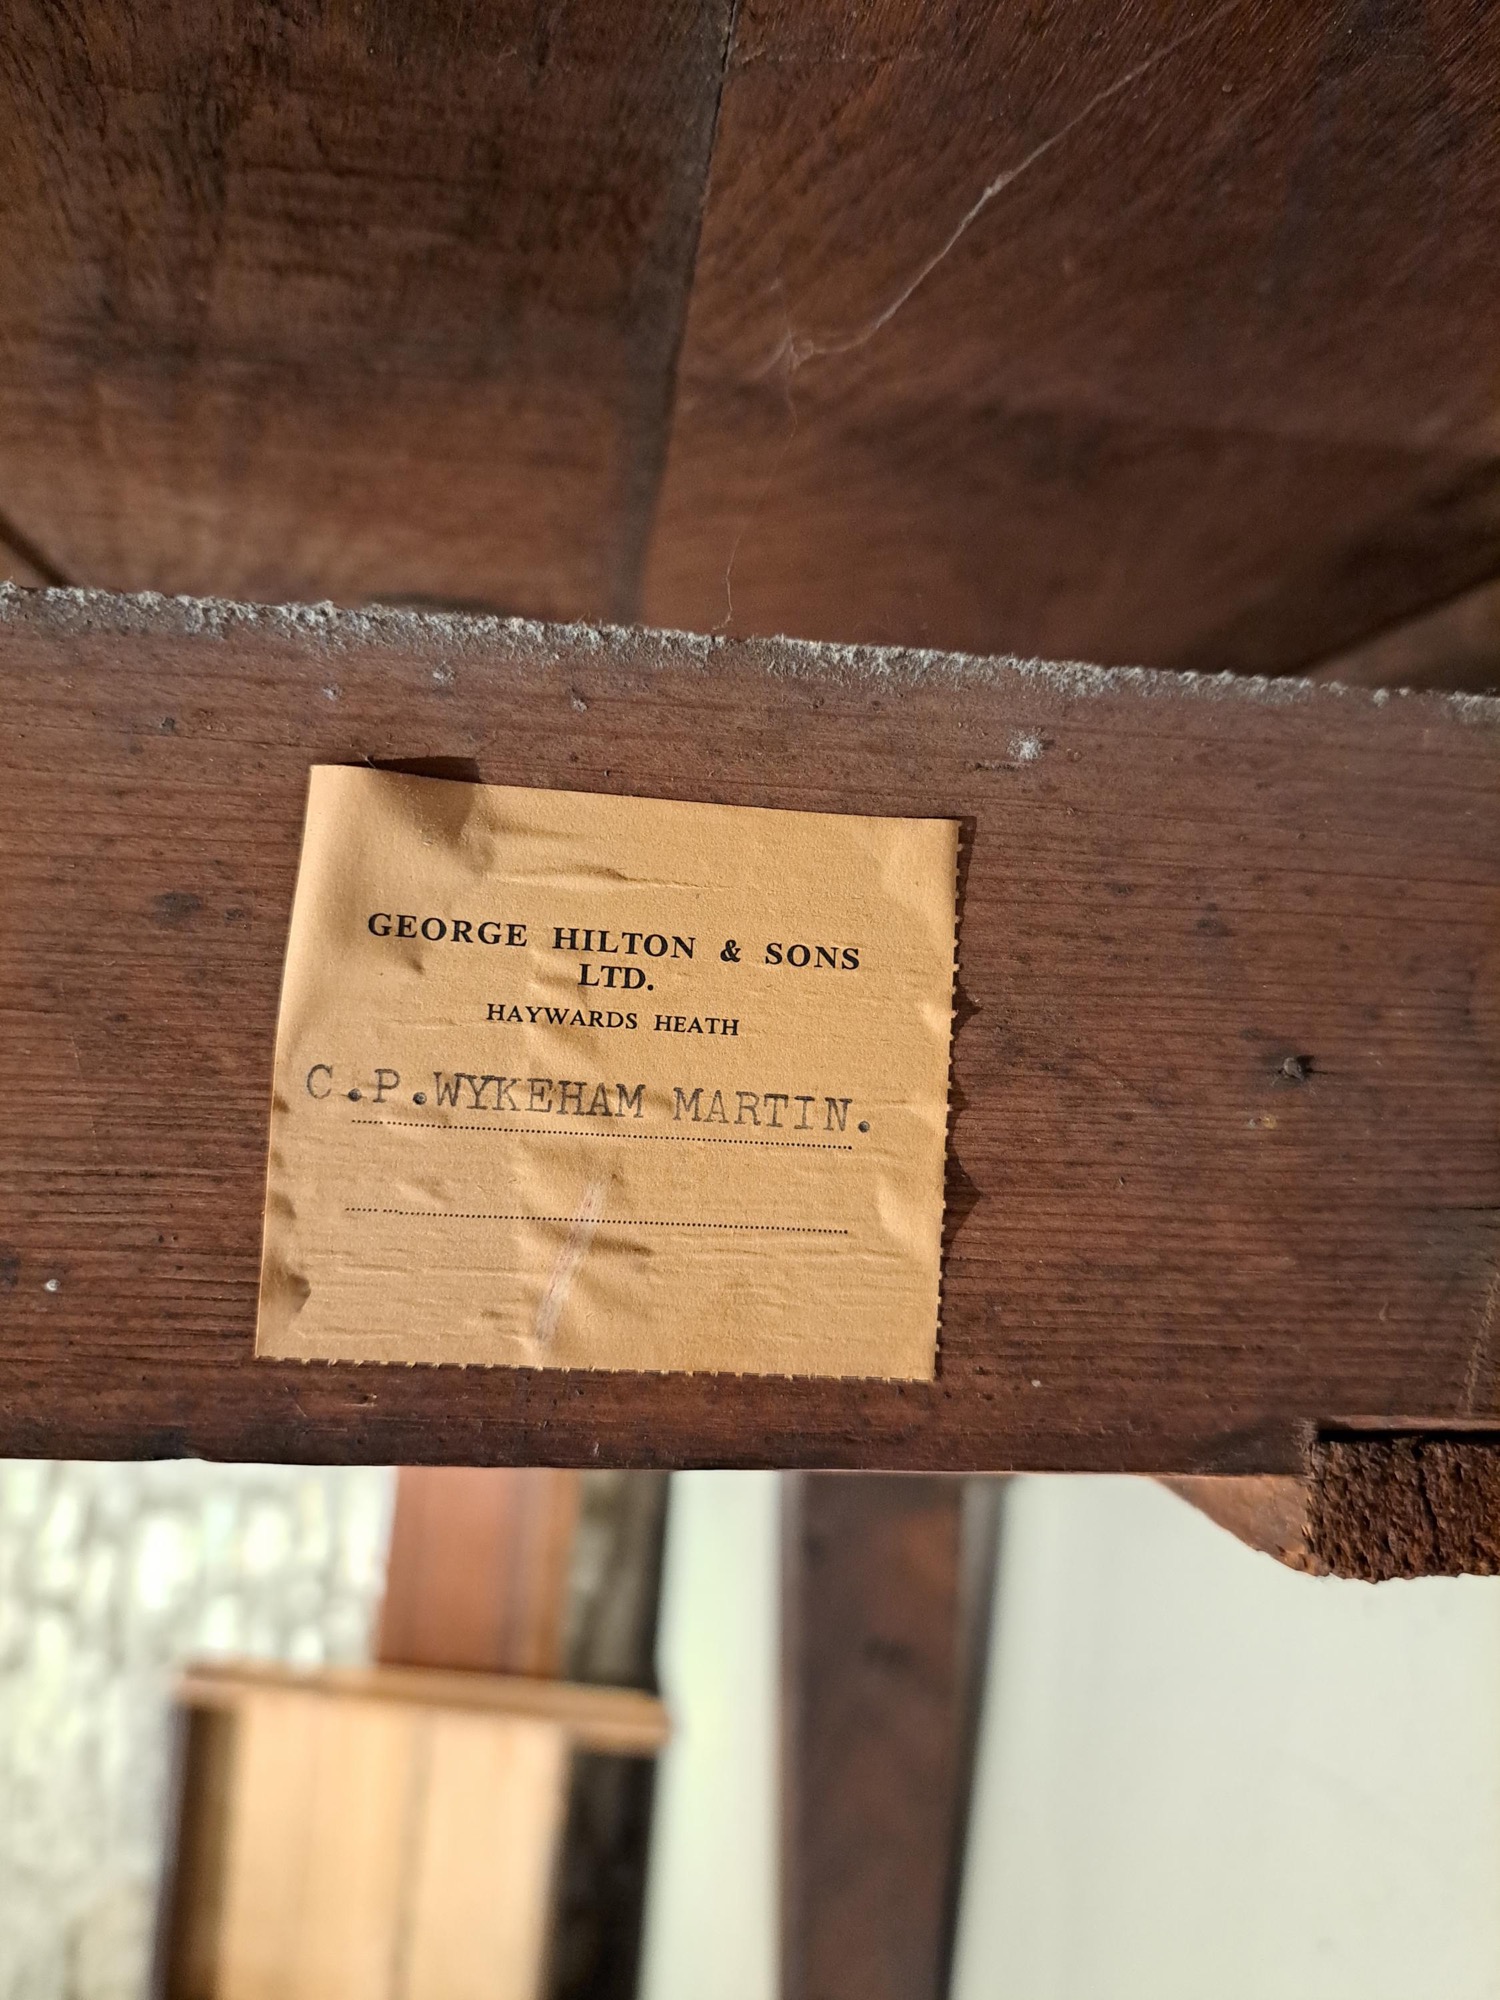 GEORGE HILTON & SONS
LTD.
HAYWARDS HEATH
C.P.WYKEHAM MARTIN.